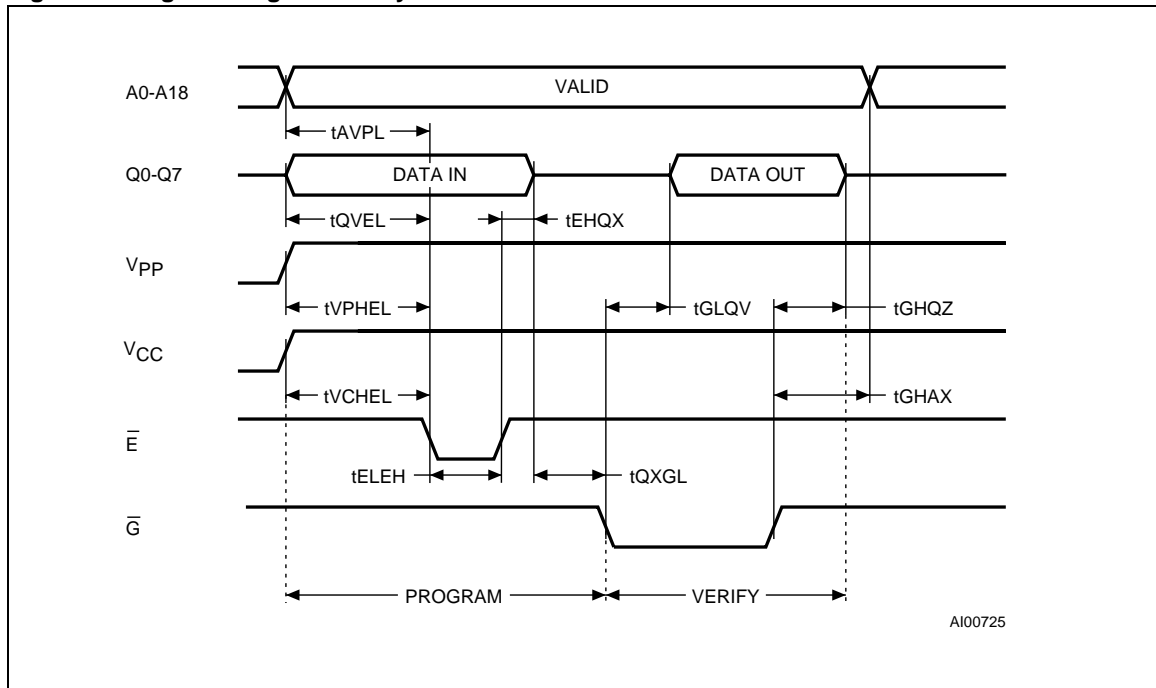 A0-A18
VALID
tAVPL
Q0-Q7
DATA IN
DATA OUT
tQVEL
tEHQX
VPP
tVPHEL
tGLQV
tGHQZ
VCC
tVCHEL
tGHAX
E̅
tELEH
tQXGL
G̅
PROGRAM
VERIFY
AI00725